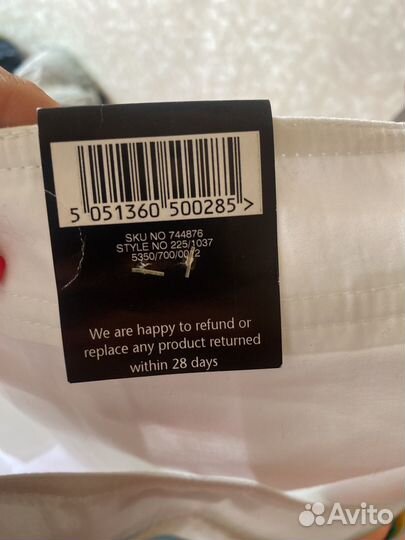 5 051360 500285 >
SKU NO 744876
STYLE NO 225/1037
We are happy to refund or
replace any product returned
within 28 days
Avito